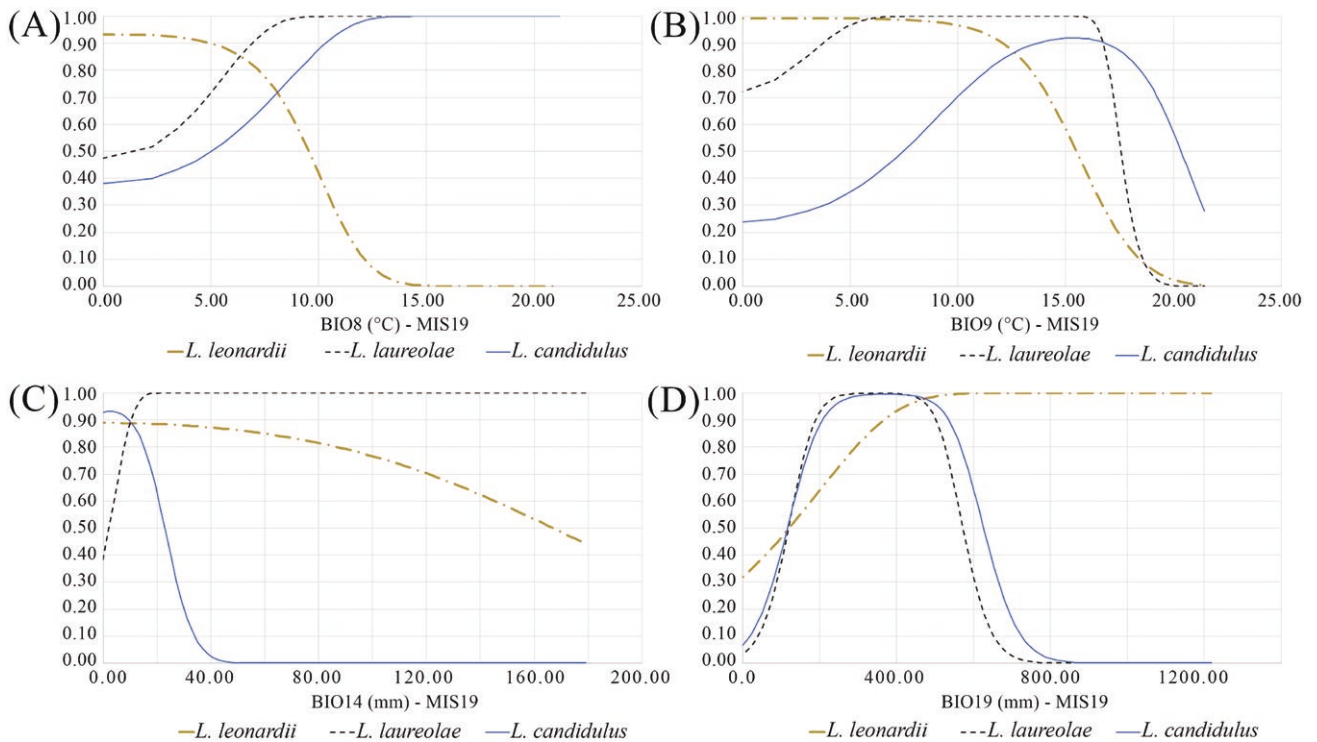 (A)
1.00
0.90
0.80
0.70
0.60
0.50
0.40
0.30
0.20
0.10
0.00
0.00 5.00 10.00 15.00 20.00 25.00
BIO8 (°C) - MIS19
L. leonardii L. laureolae L. candidulus
(B)
1.00
0.90
0.80
0.70
0.60
0.50
0.40
0.30
0.20
0.10
0.00
0.00 5.00 10.00 15.00 20.00 25.00
BIO9 (°C) - MIS19
L. leonardii L. laureolae L. candidulus
(C)
1.00
0.90
0.80
0.70
0.60
0.50
0.40
0.30
0.20
0.10
0.00
0.00 40.00 80.00 120.00 160.00 200.00
BIO14 (mm) - MIS19
L. leonardii L. laureolae L. candidulus
(D)
1.00
0.90
0.80
0.70
0.60
0.50
0.40
0.30
0.20
0.10
0.00
0.0 400.00 800.00 1200.00
BIO19 (mm) - MIS19
L. leonardii L. laureolae L. candidulus